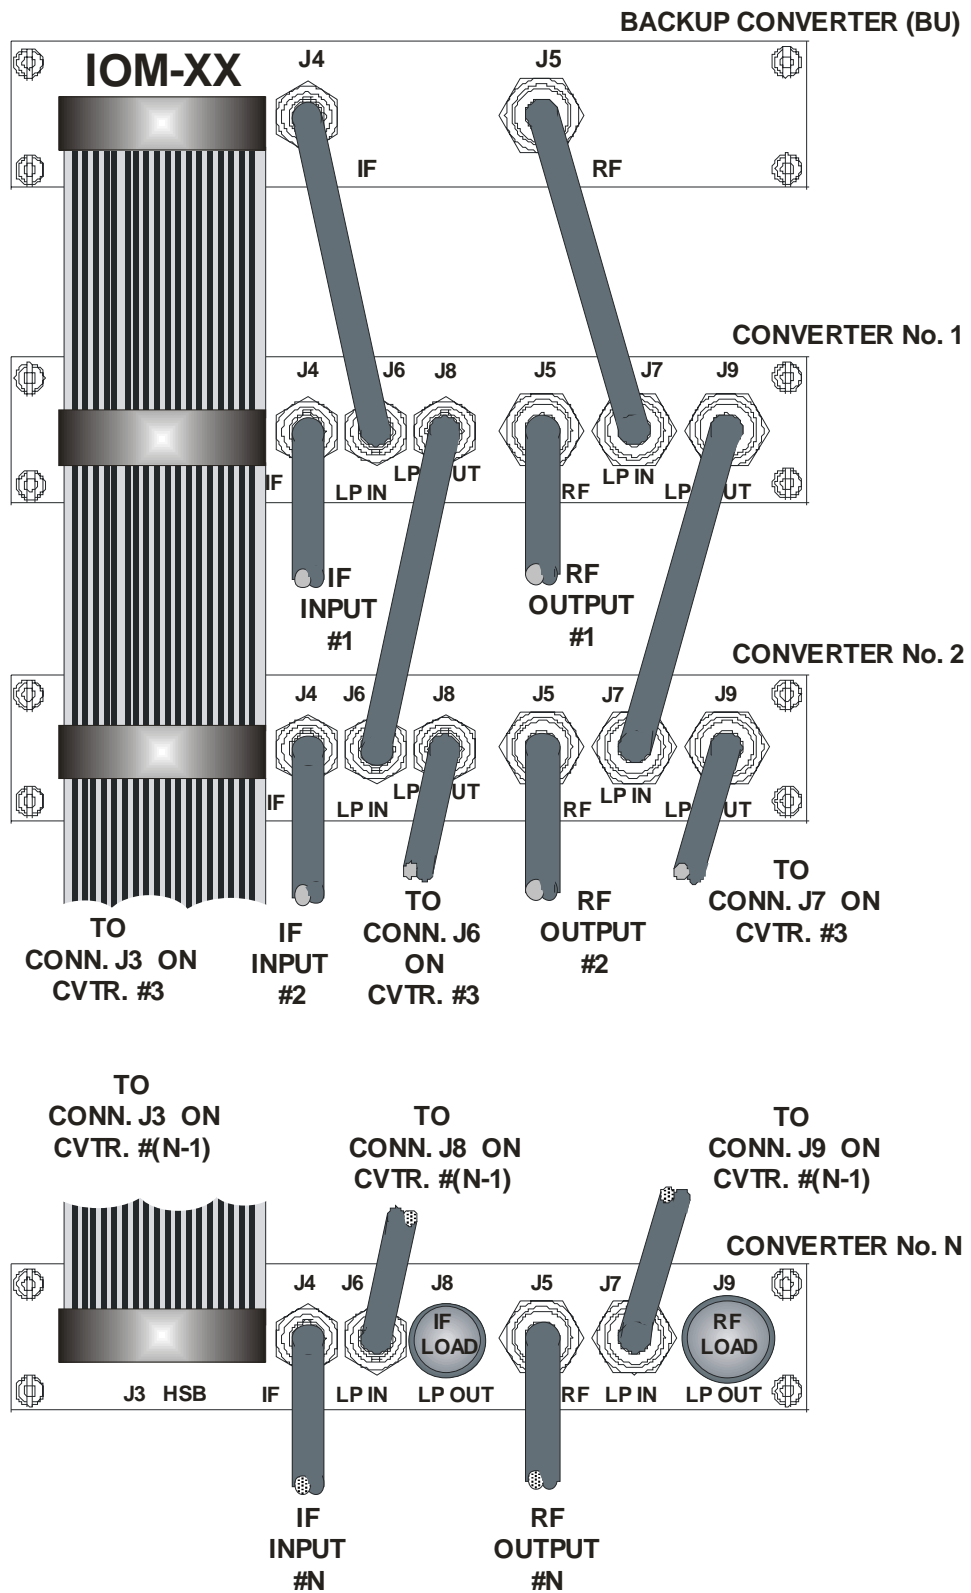 BACKUP CONVERTER (BU)
IOM-XX
J4
J5
IF
RF
CONVERTER No. 1
J4
J6
J8
J5
J7
J9
IF
LP IN
LP OUT
RF
LP IN
LP OUT
IF
INPUT
#1
RF
OUTPUT
#1
CONVERTER No. 2
J4
J6
J8
J5
J7
J9
IF
LP IN
LP OUT
RF
LP IN
LP OUT
TO
CONN. J3 ON
CVTR. #3
IF
INPUT
#2
TO
CONN. J6
ON
CVTR. #3
RF
OUTPUT
#2
TO
CONN. J7 ON
CVTR. #3
TO
CONN. J3 ON
CVTR. #(N-1)
TO
CONN. J8 ON
CVTR. #(N-1)
TO
CONN. J9 ON
CVTR. #(N-1)
CONVERTER No. N
J4
J6
J8
J5
J7
J9
IF
LOAD
RF
LOAD
J3 HSB
IF
LP IN
LP OUT
RF
LP IN
LP OUT
IF
INPUT
#N
RF
OUTPUT
#N